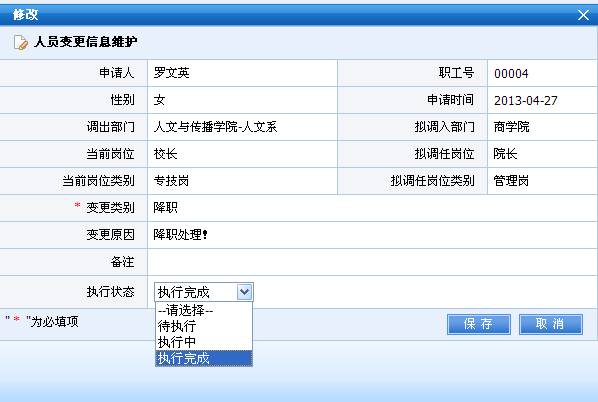 修改
人员变更信息维护
申请人 罗文英 职工号 00004
性别 女 申请时间 2013-04-27
调出部门 人文与传播学院-人文系 拟调入部门 商学院
当前岗位 校长 拟调任岗位 院长
当前岗位类别 专技岗 拟调任岗位类别 管理岗
* 变更类别 降职
变更原因 降职处理!
备注
执行状态 执行完成
--请选择--
待执行
执行中
执行完成
"*"为必填项 保存 取消